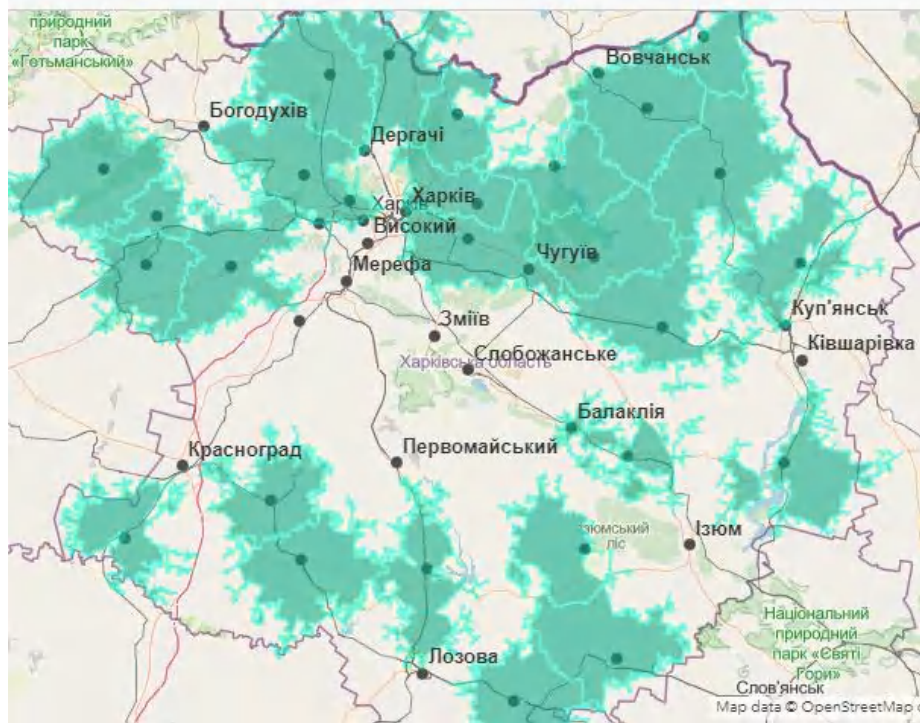 природний
парк
«Гетьманський»
Вовчанськ
Богодухів
Дергачі
Харків
Високий
Чугуїв
Мерефа
Куп'янськ
Зміїв
Ківшарівка
Слобожанське
Харківська область
Балаклія
Красноград
Первомайський
Ізюм
ліс
Лозова
Національний
природний
парк «Святі
Гори»
Слов'янськ
Map data © OpenStreetMap